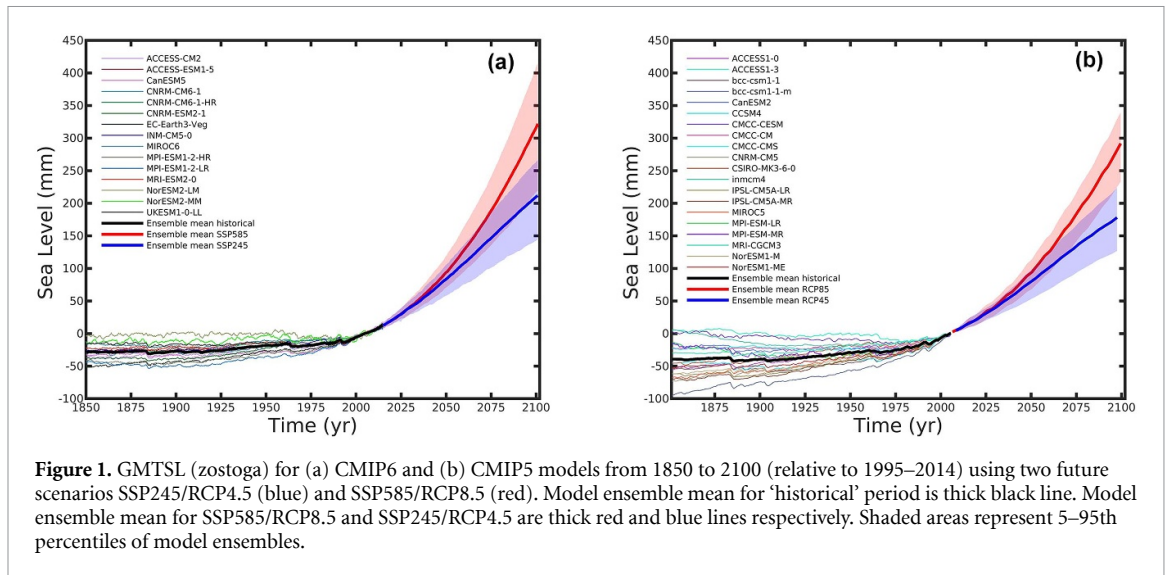 (a)
450
400
350
300
250
200
150
100
50
0
-50
-100
Sea Level (mm)
ACCESS-CM2
ACCESS-ESM1-5
CanESM5
CNRM-CM6-1
CNRM-CM6-1-HR
CNRM-ESM2-1
EC-Earth3-Veg
INM-CM5-0
MIROC6
MPI-ESM1-2-HR
MPI-ESM1-2-LR
MRI-ESM2-0
NorESM2-LM
NorESM2-MM
UKESM1-0-LL
Ensemble mean historical
Ensemble mean SSP585
Ensemble mean SSP245
1850 1875 1900 1925 1950 1975 2000 2025 2050 2075 2100
Time (yr)
(b)
450
400
350
300
250
200
150
100
50
0
-50
-100
Sea Level (mm)
ACCESS1-0
ACCESS1-3
bcc-csm1-1
bcc-csm1-1-m
CanESM2
CCSM4
CMCC-CESM
CMCC-CM
CMCC-CMS
CNRM-CM5
CSIRO-MK3-6-0
inmcm4
IPSL-CM5A-LR
IPSL-CM5A-MR
MIROC5
MPI-ESM-LR
MPI-ESM-MR
MRI-CGCM3
NorESM1-M
NorESM1-ME
Ensemble mean historical
Ensemble mean RCP85
Ensemble mean RCP45
1875 1900 1925 1950 1975 2000 2025 2050 2075 2100
Time (yr)
Figure 1. GMTSL (zostoga) for (a) CMIP6 and (b) CMIP5 models from 1850 to 2100 (relative to 1995–2014) using two future
scenarios SSP245/RCP4.5 (blue) and SSP585/RCP8.5 (red). Model ensemble mean for ‘historical’ period is thick black line. Model
ensemble mean for SSP585/RCP8.5 and SSP245/RCP4.5 are thick red and blue lines respectively. Shaded areas represent 5–95th
percentiles of model ensembles.